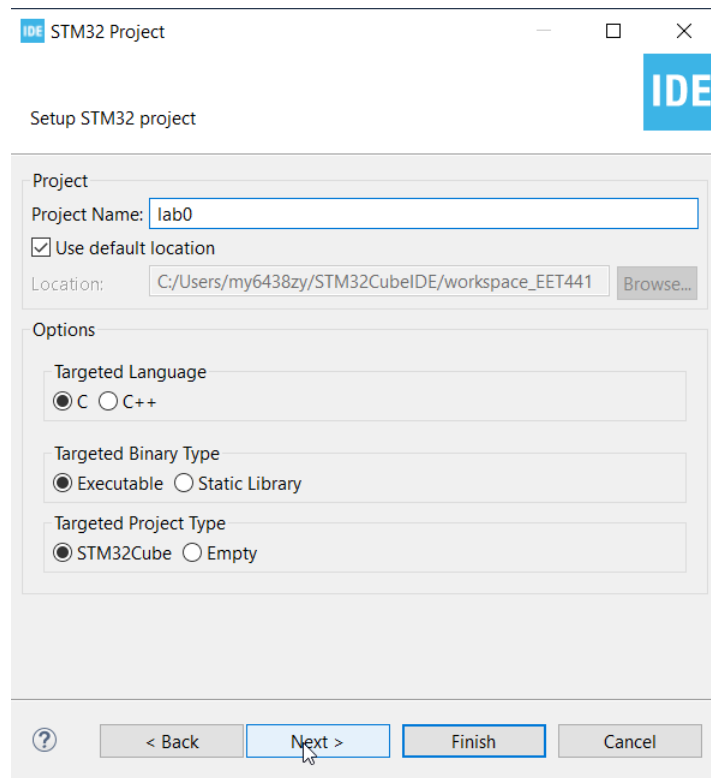 IDE STM32 Project
IDE
Setup STM32 project
Project
Project Name: lab0
Use default location
Location: C:/Users/my6438zy/STM32CubeIDE/workspace_EET441 Browse...
Options
Targeted Language
C C++
Targeted Binary Type
Executable Static Library
Targeted Project Type
STM32Cube Empty
? < Back Next > Finish Cancel